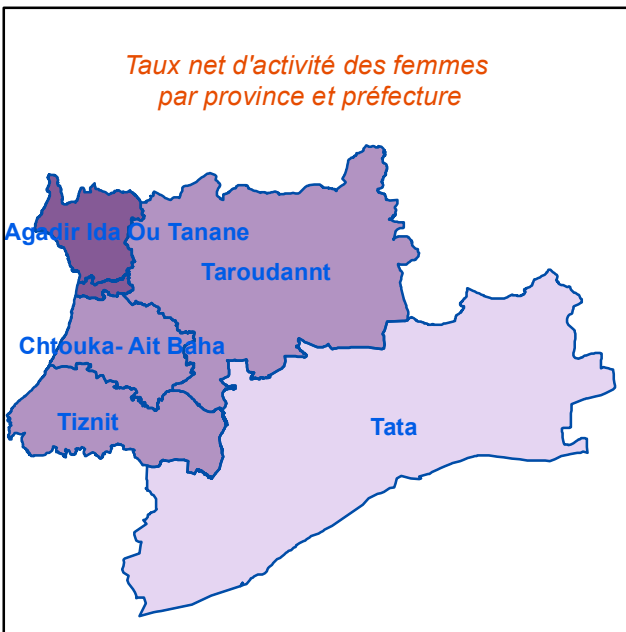 Taux net d'activité des femmes
par province et préfecture
Agadir Ida Ou Tanane
Taroudannt
Chtouka- Ait Baha
Tiznit
Tata